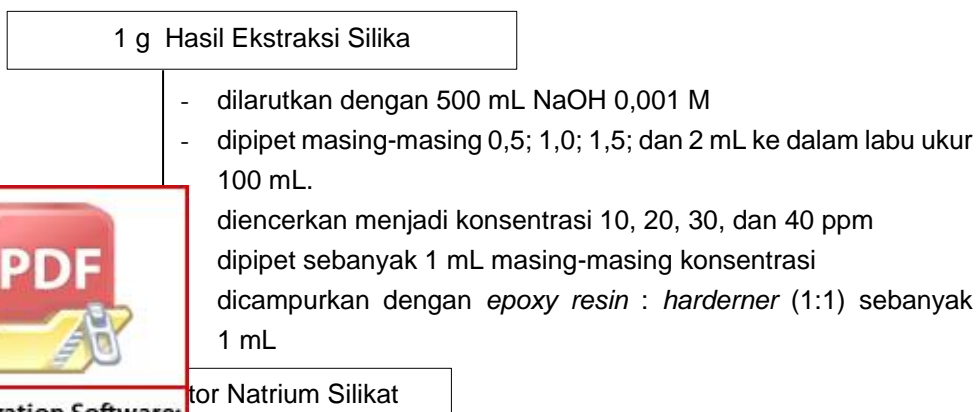 1 g Hasil Ekstraksi Silika
- dilarutkan dengan 500 mL NaOH 0,001 M
- dipipet masing-masing 0,5; 1,0; 1,5; dan 2 mL ke dalam labu ukur
100 mL.
diencerkan menjadi konsentrasi 10, 20, 30, dan 40 ppm
dipipet sebanyak 1 mL masing-masing konsentrasi
dicampurkan dengan epoxy resin : harderner (1:1) sebanyak
1 mL
PDF
tor Natrium Silikat